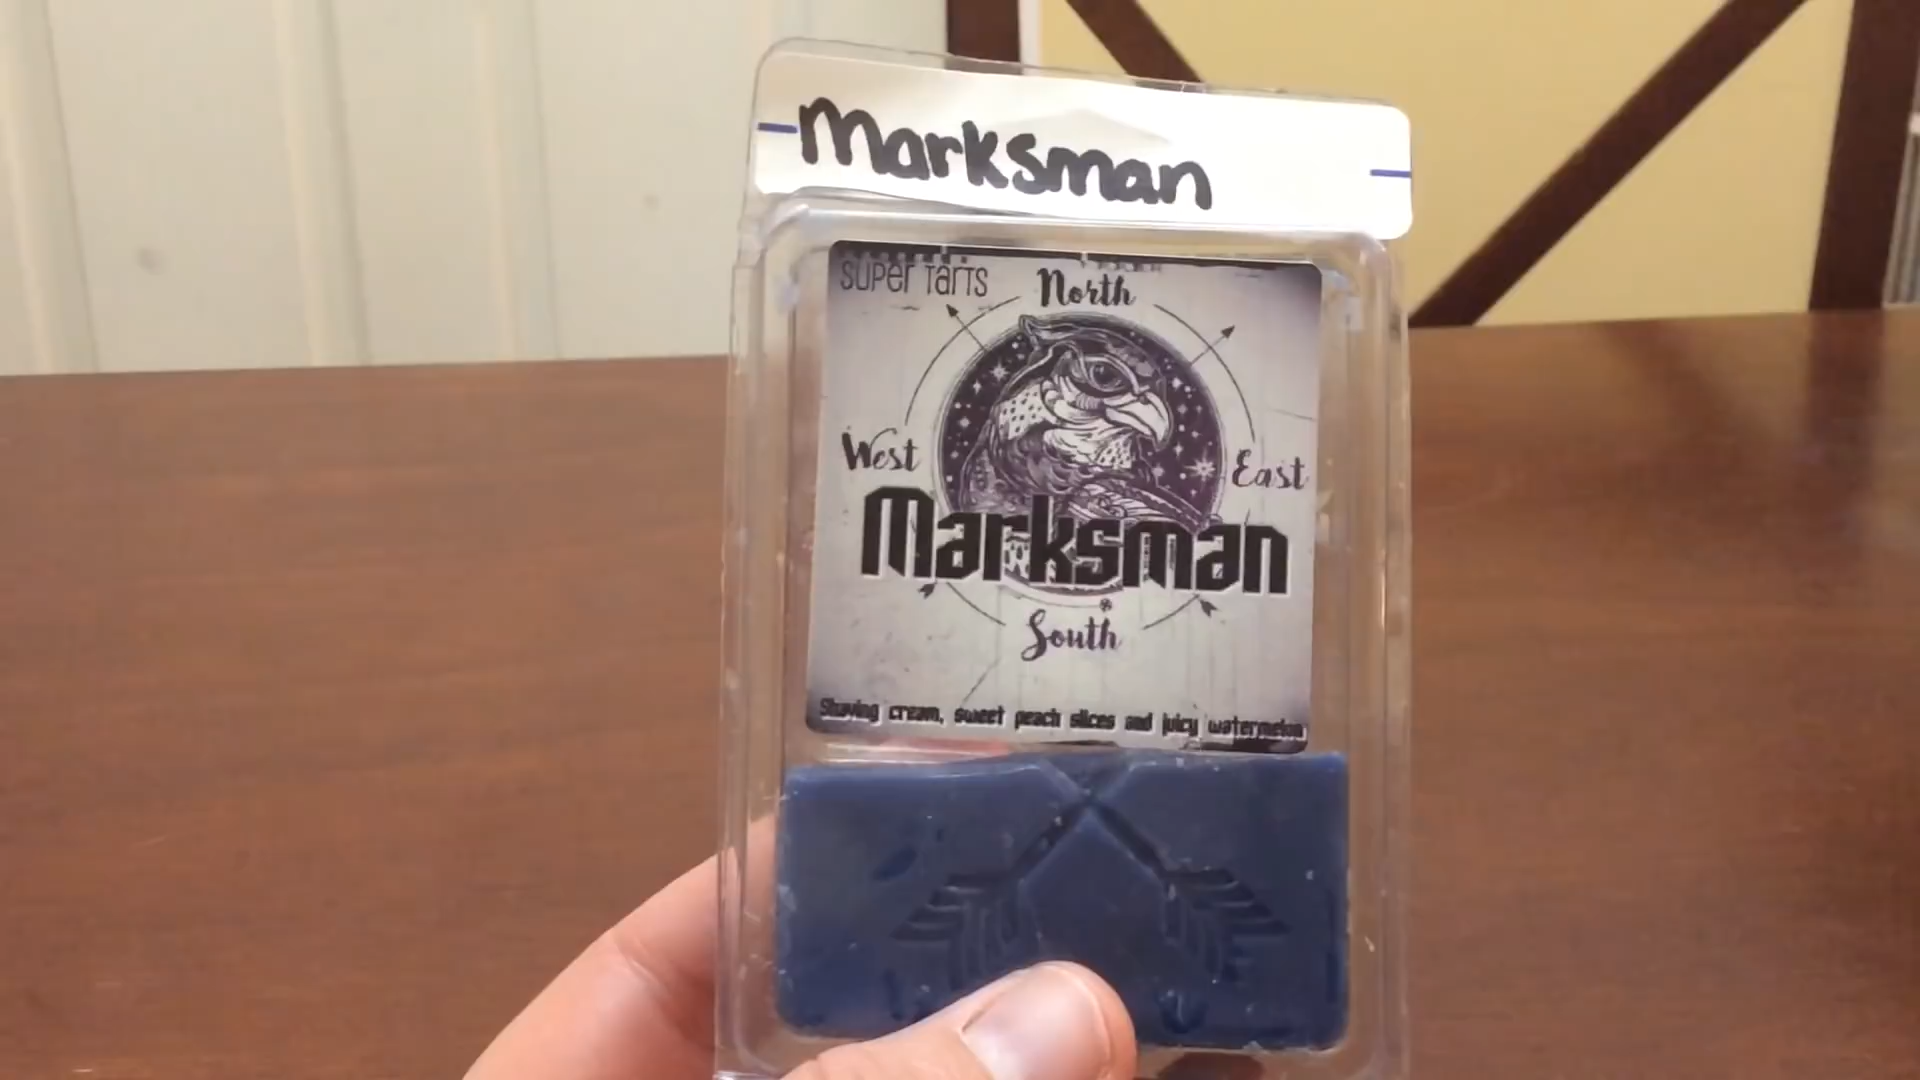 Marksman
Super Tarts
North
West
East
Marksman
South
Shaving cream, sweet peach slices and juicy watermelon